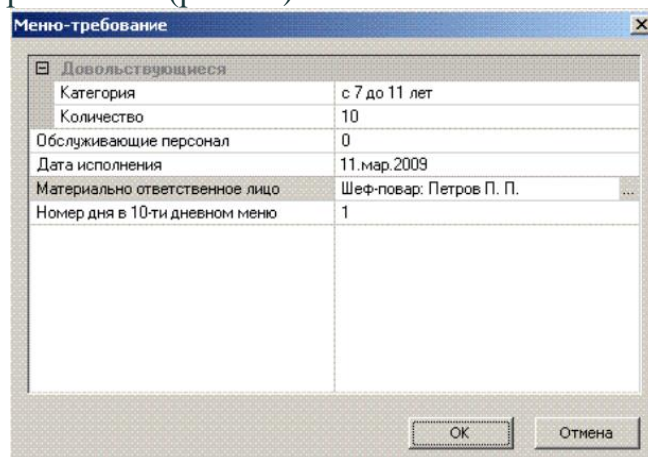 Меню-требование
Довольствующиеся
Категория с 7 до 11 лет
Количество 10
Обслуживающие персонал 0
Дата исполнения 11.мар.2009
Материально ответственное лицо Шеф-повар: Петров П. П. ...
Номер дня в 10-ти дневном меню 1
OK Отмена